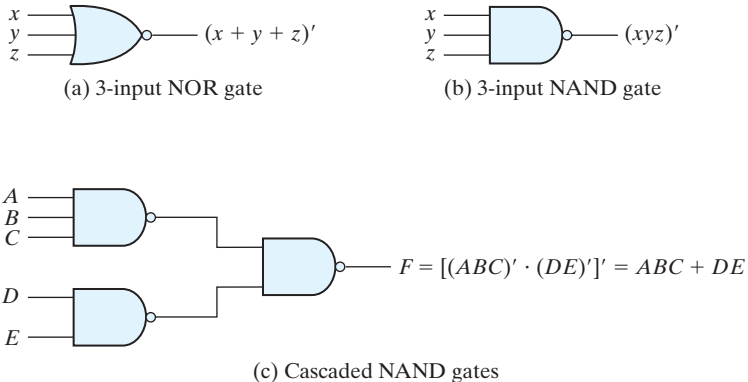 x
y
z
(x + y + z)′
(a) 3-input NOR gate
x
y
z
(xyz)′
(b) 3-input NAND gate
A
B
C
D
E
F = [(ABC)′ · (DE)′]′ = ABC + DE
(c) Cascaded NAND gates